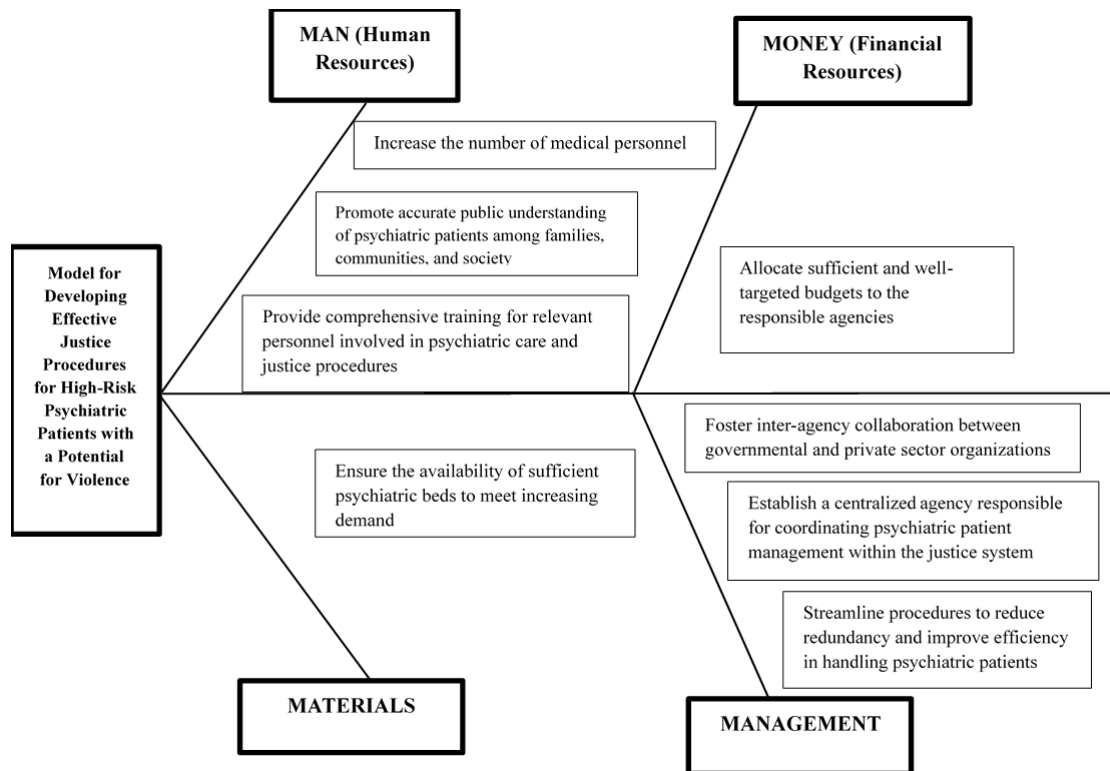 MAN (Human
Resources)
MONEY (Financial
Resources)
Increase the number of medical personnel
Promote accurate public understanding
of psychiatric patients among families,
communities, and society
Provide comprehensive training for relevant
personnel involved in psychiatric care and
justice procedures
Allocate sufficient and well-
targeted budgets to the
responsible agencies
Model for
Developing
Effective
Justice
Procedures
for High-Risk
Psychiatric
Patients with
a Potential
for Violence
Ensure the availability of sufficient
psychiatric beds to meet increasing
demand
Foster inter-agency collaboration between
governmental and private sector organizations
Establish a centralized agency responsible
for coordinating psychiatric patient
management within the justice system
Streamline procedures to reduce
redundancy and improve efficiency
in handling psychiatric patients
MATERIALS
MANAGEMENT